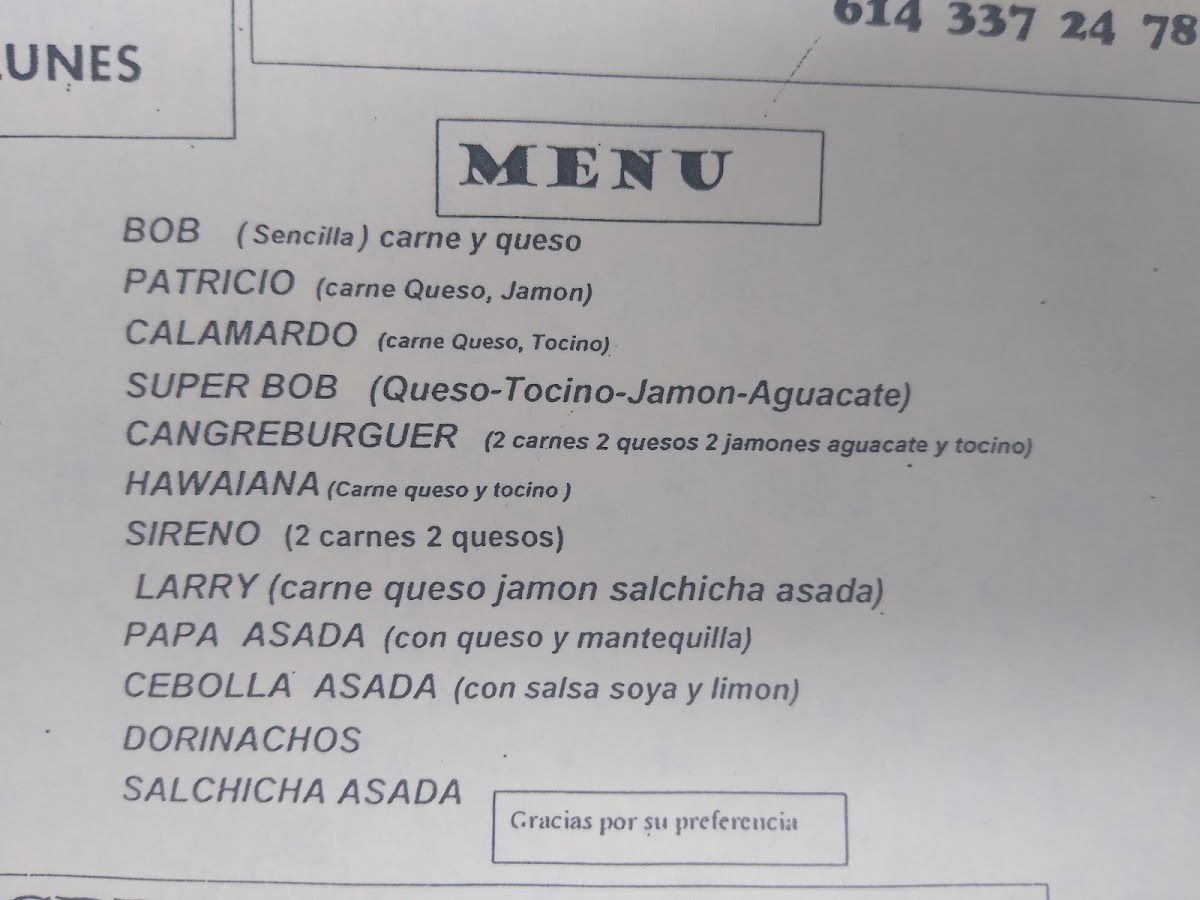 614 337 24 78
LUNES
MENU
BOB (Sencilla) carne y queso
PATRICIO (carne Queso, Jamon)
CALAMARDO (carne Queso, Tocino)
SUPER BOB (Queso-Tocino-Jamon-Aguacate)
CANGREBURGUER (2 carnes 2 quesos 2 jamones aguacate y tocino)
HAWAIANA (Carne queso y tocino )
SIRENO (2 carnes 2 quesos)
LARRY (carne queso jamon salchicha asada)
PAPA ASADA (con queso y mantequilla)
CEBOLLA ASADA (con salsa soya y limon)
DORINACHOS
SALCHICHA ASADA
Gracias por su preferencia